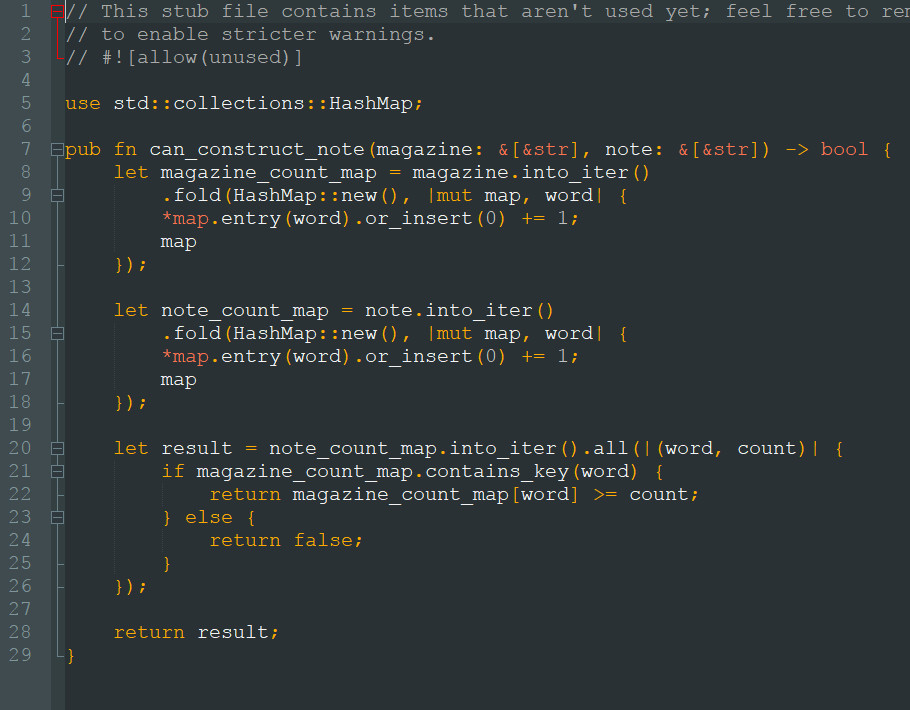 1 // This stub file contains items that aren't used yet; feel free to
2 // to enable stricter warnings.
3 // #![allow(unused)]
4
5 use std::collections::HashMap;
6
7 pub fn can_construct_note(magazine: &[&str], note: &[&str]) -> bool {
8     let magazine_count_map = magazine.into_iter()
9         .fold(HashMap::new(), |mut map, word| {
10         *map.entry(word).or_insert(0) += 1;
11         map
12     });
13
14     let note_count_map = note.into_iter()
15         .fold(HashMap::new(), |mut map, word| {
16         *map.entry(word).or_insert(0) += 1;
17         map
18     });
19
20     let result = note_count_map.into_iter().all(|(word, count)| {
21         if magazine_count_map.contains_key(word) {
22             return magazine_count_map[word] >= count;
23         } else {
24             return false;
25         }
26     });
27
28     return result;
29 }